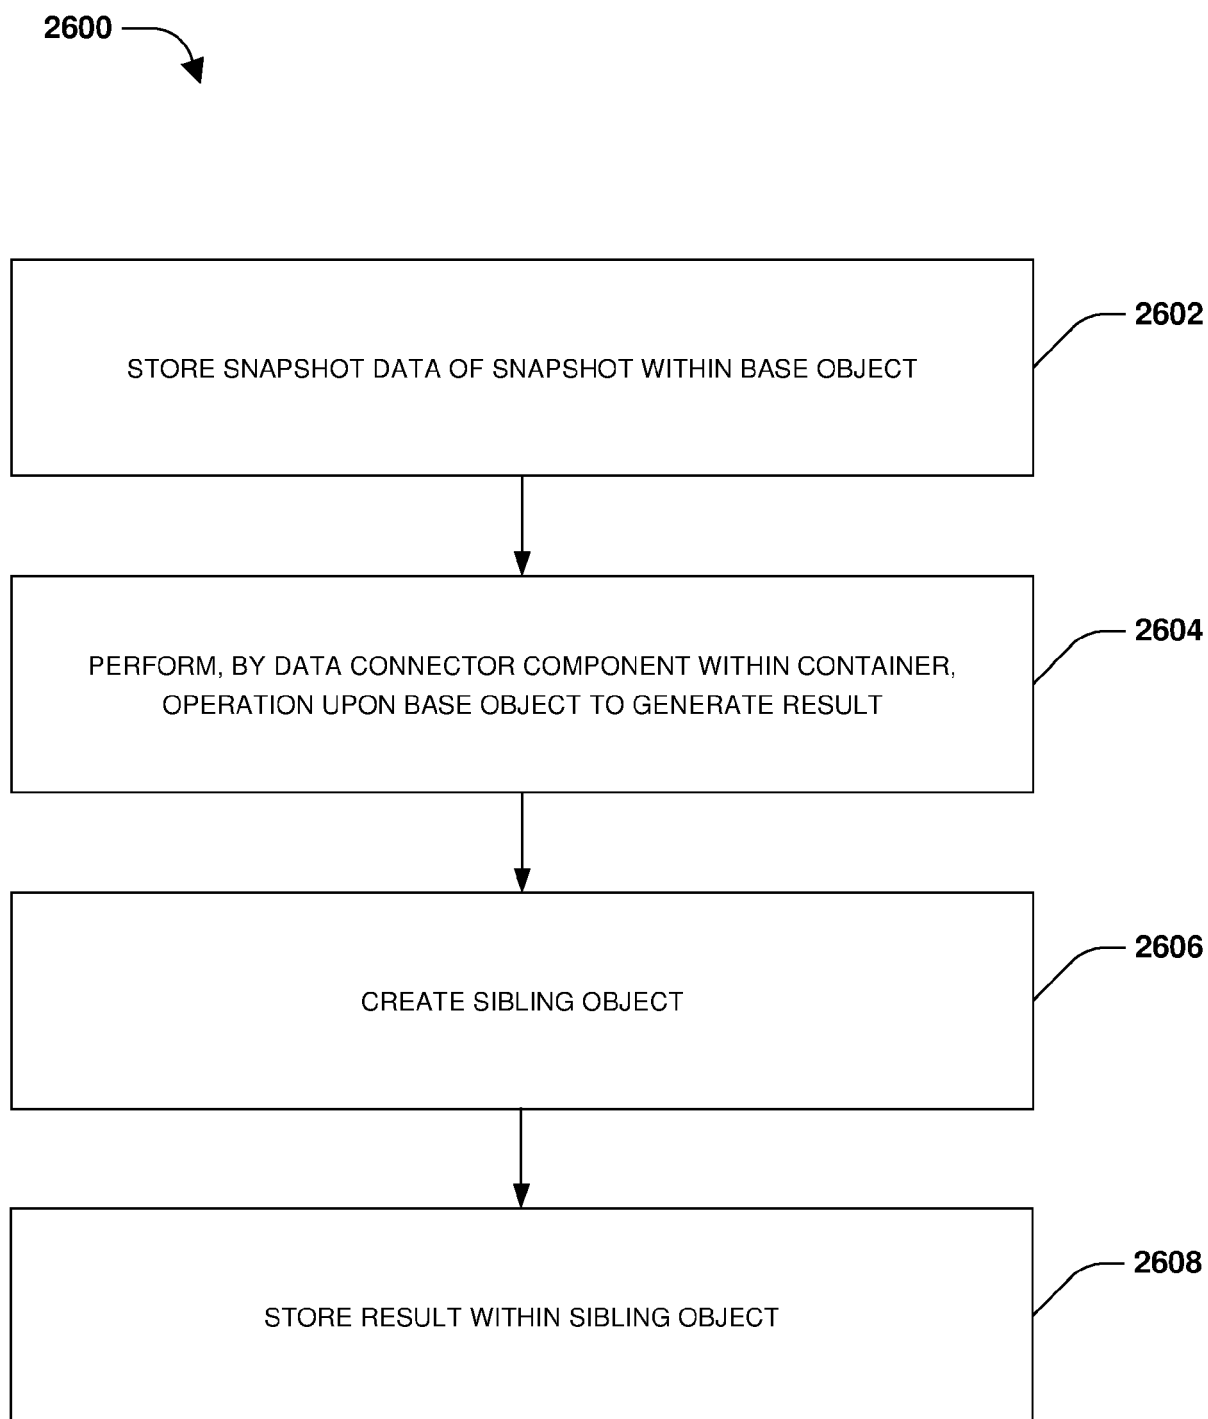 2600
STORE SNAPSHOT DATA OF SNAPSHOT WITHIN BASE OBJECT
2602
PERFORM, BY DATA CONNECTOR COMPONENT WITHIN CONTAINER,
OPERATION UPON BASE OBJECT TO GENERATE RESULT
2604
CREATE SIBLING OBJECT
2606
STORE RESULT WITHIN SIBLING OBJECT
2608